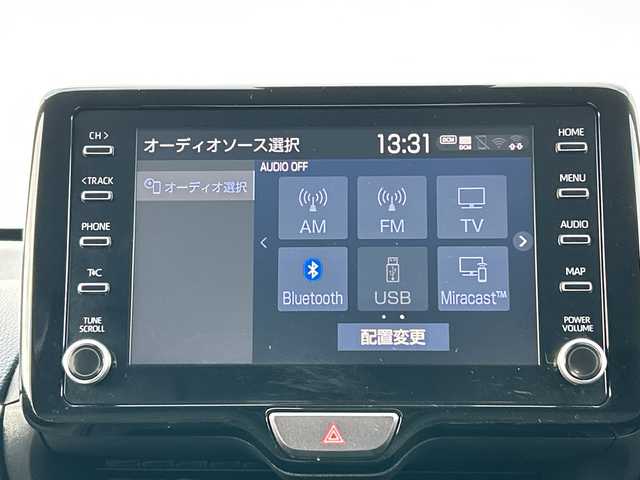 CH >
<TRACK
PHONE
T★C
TUNE
SCROLL
オーディオソース選択 13:31 DCM DCM
オーディオ選択
AUDIO OFF
AM FM TV
Bluetooth USB Miracast™
配置変更
HOME
MENU
AUDIO
MAP
POWER
VOLUME